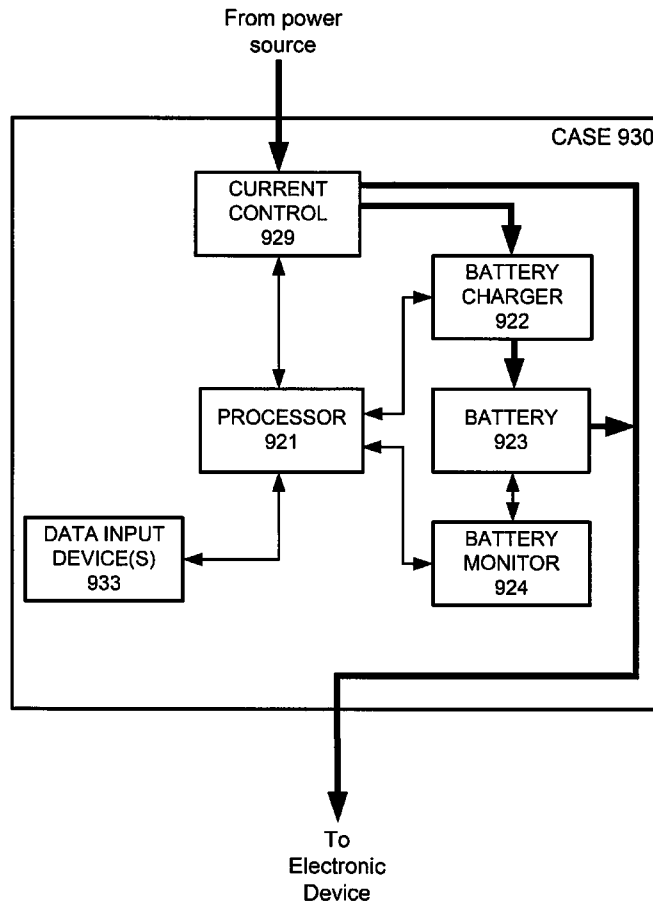 From power
source
CASE 930
CURRENT
CONTROL
929
BATTERY
CHARGER
922
PROCESSOR
921
BATTERY
923
DATA INPUT
DEVICE(S)
933
BATTERY
MONITOR
924
To
Electronic
Device